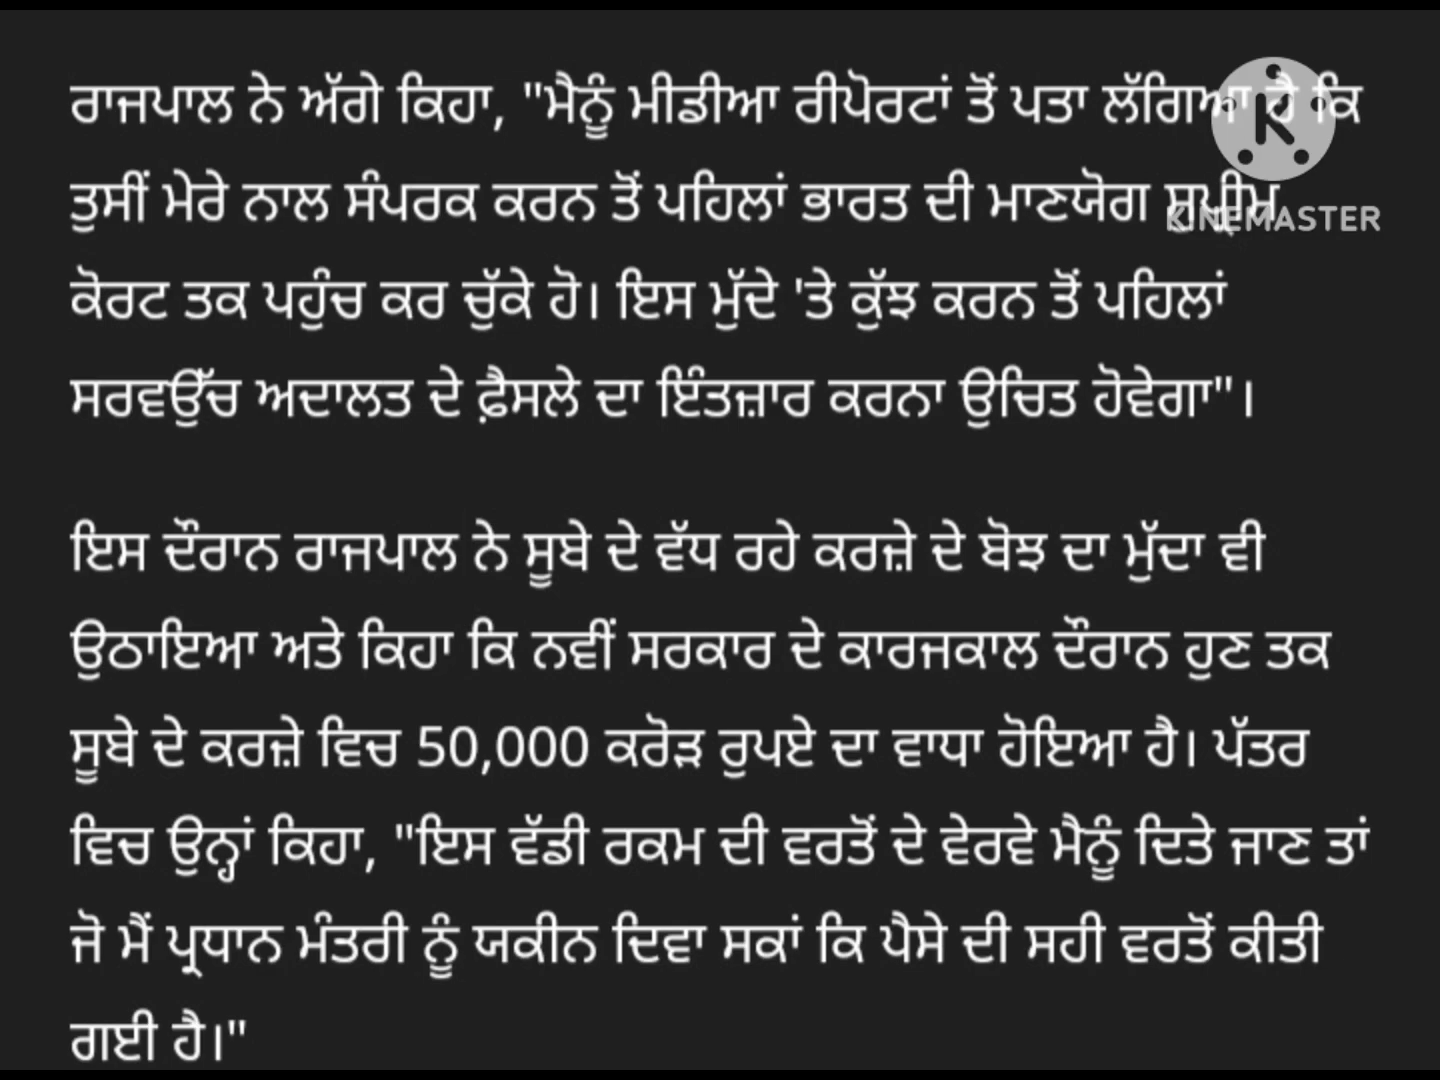 ਰਾਜਪਾਲ ਨੇ ਅੱਗੇ ਕਿਹਾ, "ਮੈਨੂੰ ਮੀਡੀਆ ਰੀਪੋਰਟਾਂ ਤੋਂ ਪਤਾ ਲੱਗਿਆ ਹੈ ਕਿ
ਤੁਸੀਂ ਮੇਰੇ ਨਾਲ ਸੰਪਰਕ ਕਰਨ ਤੋਂ ਪਹਿਲਾਂ ਭਾਰਤ ਦੀ ਮਾਣਯੋਗ ਸੁਪ੍ਰੀਮ
KINEMASTER
ਕੋਰਟ ਤਕ ਪਹੁੰਚ ਕਰ ਚੁੱਕੇ ਹੋ। ਇਸ ਮੁੱਦੇ 'ਤੇ ਕੁੱਝ ਕਰਨ ਤੋਂ ਪਹਿਲਾਂ
ਸਰਵਉੱਚ ਅਦਾਲਤ ਦੇ ਫ਼ੈਸਲੇ ਦਾ ਇੰਤਜ਼ਾਰ ਕਰਨਾ ਉਚਿਤ ਹੋਵੇਗਾ"।
ਇਸ ਦੌਰਾਨ ਰਾਜਪਾਲ ਨੇ ਸੂਬੇ ਦੇ ਵੱਧ ਰਹੇ ਕਰਜ਼ੇ ਦੇ ਬੋਝ ਦਾ ਮੁੱਦਾ ਵੀ
ਉਠਾਇਆ ਅਤੇ ਕਿਹਾ ਕਿ ਨਵੀਂ ਸਰਕਾਰ ਦੇ ਕਾਰਜਕਾਲ ਦੌਰਾਨ ਹੁਣ ਤਕ
ਸੂਬੇ ਦੇ ਕਰਜ਼ੇ ਵਿਚ 50,000 ਕਰੋੜ ਰੁਪਏ ਦਾ ਵਾਧਾ ਹੋਇਆ ਹੈ। ਪੱਤਰ
ਵਿਚ ਉਨ੍ਹਾਂ ਕਿਹਾ, "ਇਸ ਵੱਡੀ ਰਕਮ ਦੀ ਵਰਤੋਂ ਦੇ ਵੇਰਵੇ ਮੈਨੂੰ ਦਿਤੇ ਜਾਣ ਤਾਂ
ਜੋ ਮੈਂ ਪ੍ਰਧਾਨ ਮੰਤਰੀ ਨੂੰ ਯਕੀਨ ਦਿਵਾ ਸਕਾਂ ਕਿ ਪੈਸੇ ਦੀ ਸਹੀ ਵਰਤੋਂ ਕੀਤੀ
ਗਈ ਹੈ।"